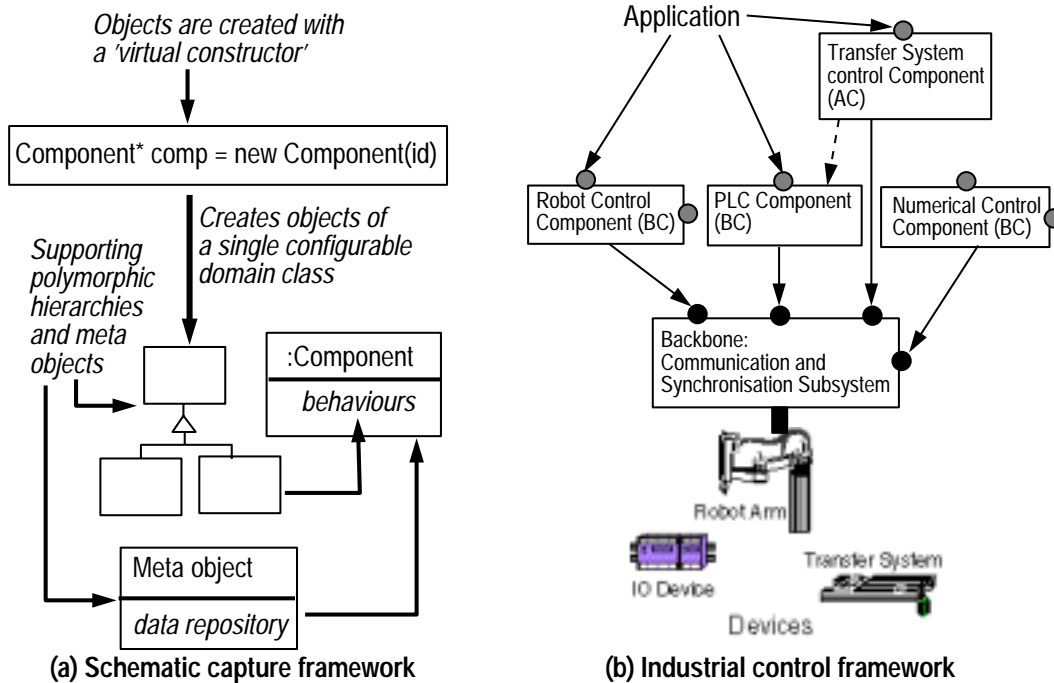 Objects are created with
a 'virtual constructor'
Component* comp = new Component(id)
Creates objects of
a single configurable
domain class
Supporting
polymorphic
hierarchies
and meta
objects
:Component
behaviours
Meta object
data repository
(a) Schematic capture framework
Application
Transfer System
control Component
(AC)
Robot Control
Component (BC)
PLC Component
(BC)
Numerical Control
Component (BC)
Backbone:
Communication and
Synchronisation Subsystem
Robot Arm
IO Device
Transfer System
Devices
(b) Industrial control framework